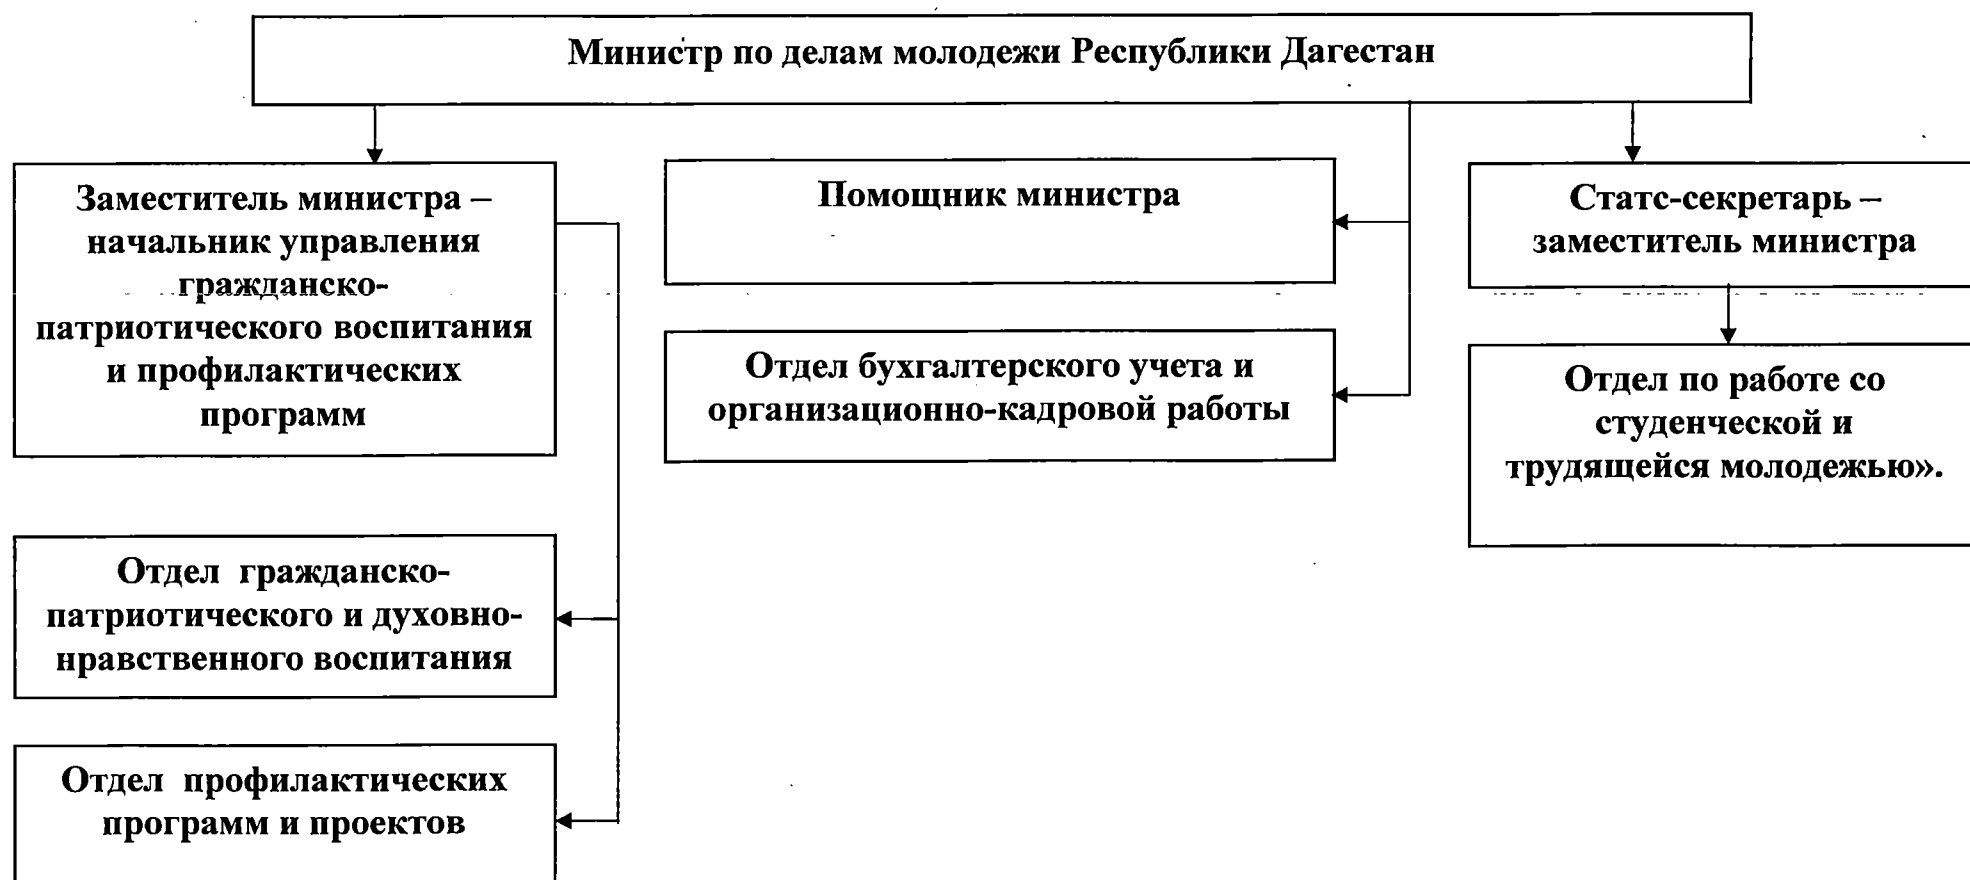 Министр по делам молодежи Республики Дагестан
Заместитель министра –
начальник управления
гражданско-
патриотического воспитания
и профилактических
программ
Помощник министра
Статс-секретарь –
заместитель министра
Отдел бухгалтерского учета и
организационно-кадровой работы
Отдел по работе со
студенческой и
трудящейся молодежью».
Отдел гражданско-
патриотического и духовно-
нравственного воспитания
Отдел профилактических
программ и проектов